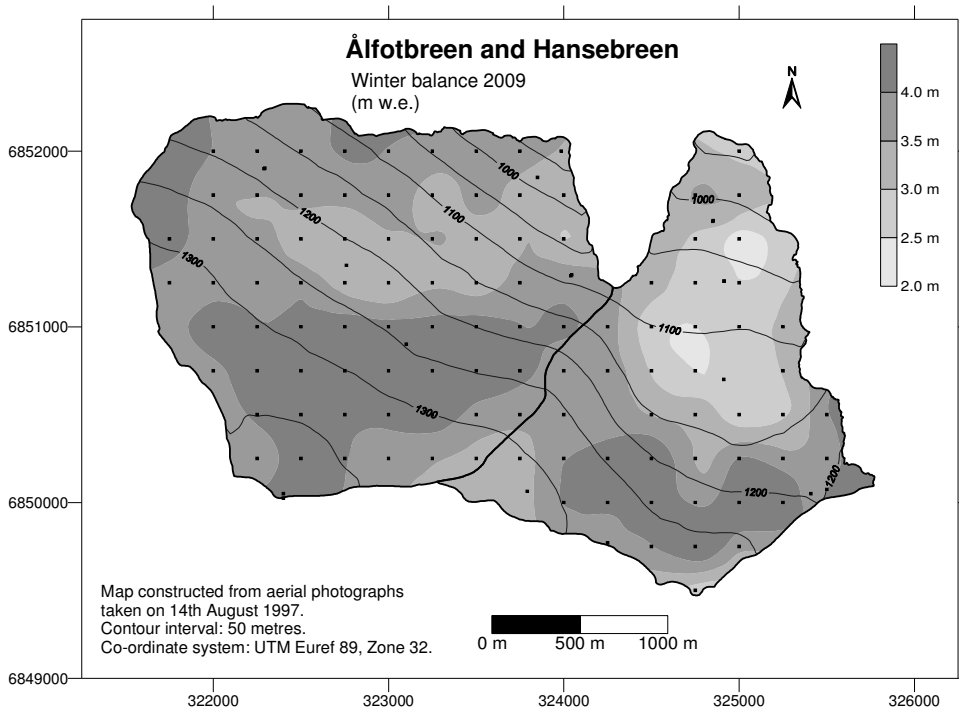 Ålfotbreen and Hansebreen
Winter balance 2009
(m w.e.)
N
4.0 m
3.5 m
3.0 m
2.5 m
2.0 m
6852000
6851000
6850000
6849000
1000
1100
1200
1300
1300
1000
1100
1200
1200
Map constructed from aerial photographs
taken on 14th August 1997.
Contour interval: 50 metres.
Co-ordinate system: UTM Euref 89, Zone 32.
0 m 500 m 1000 m
322000 323000 324000 325000 326000